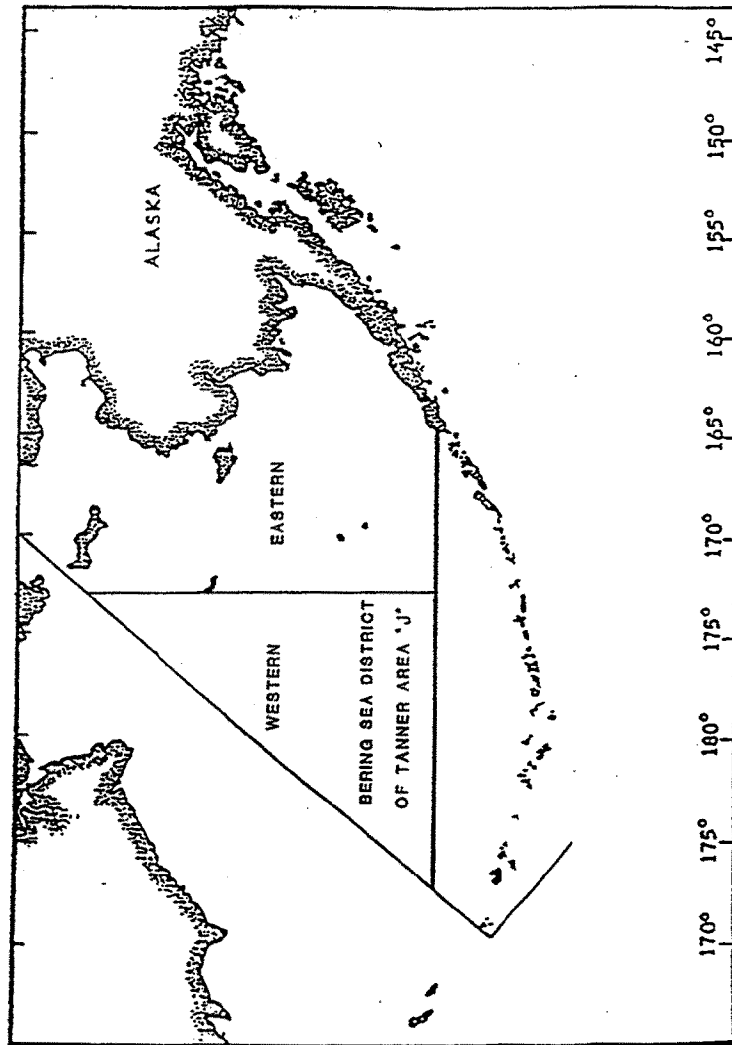 ALASKA
WESTERN
EASTERN
BERING SEA DISTRICT
OF TANNER AREA "J"
170°
175°
180°
175°
170°
165°
160°
155°
150°
145°